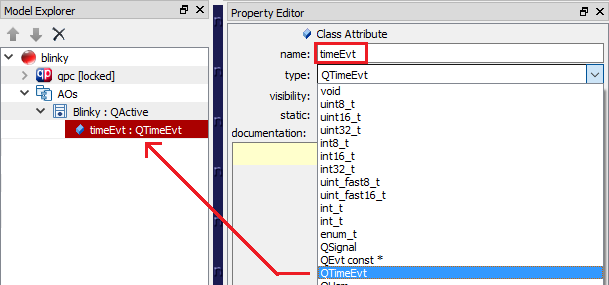 Model Explorer
blinky
qp qpc [locked]
AOs
Blinky : QActive
timeEvt : QTimeEvt
Property Editor
Class Attribute
name: timeEvt
type: QTimeEvt
visibility:
static:
documentation:
void
uint8_t
uint16_t
uint32_t
int8_t
int16_t
int32_t
uint_fast8_t
uint_fast16_t
int_t
int_t
enum_t
QSignal
QEvt const *
QTimeEvt